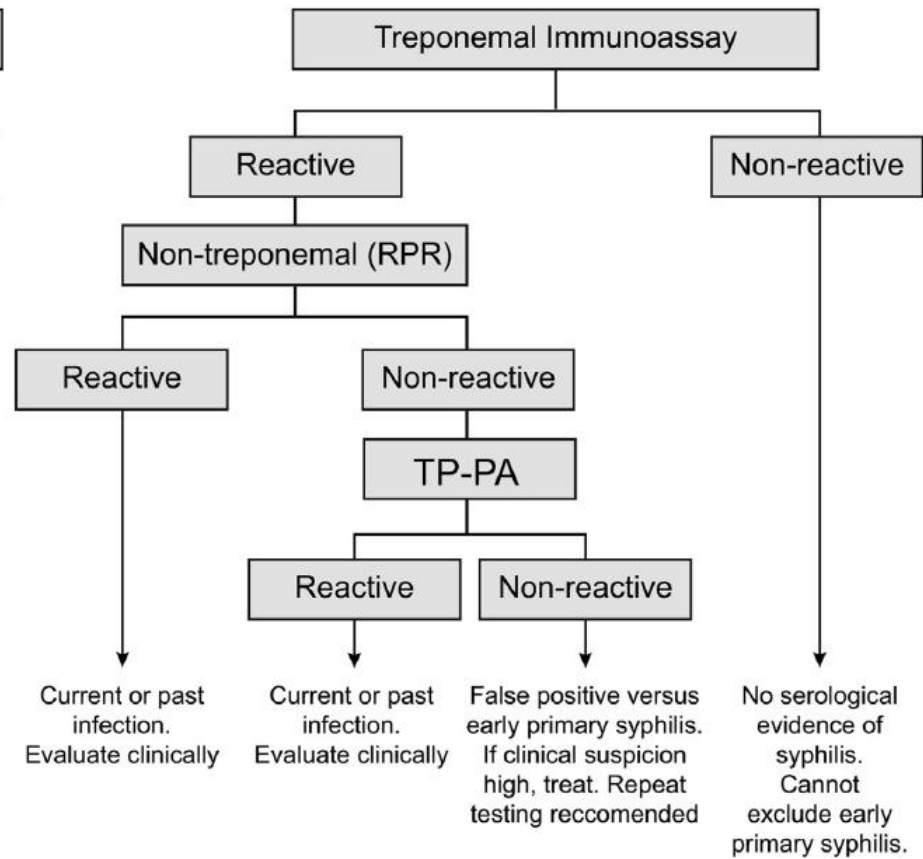 Treponemal Immunoassay
Reactive
Non-reactive
Non-treponemal (RPR)
Reactive
Non-reactive
TP-PA
Reactive
Non-reactive
Current or past
infection.
Evaluate clinically
Current or past
infection.
Evaluate clinically
False positive versus
early primary syphilis.
If clinical suspicion
high, treat. Repeat
testing reccomended
No serological
evidence of
syphilis.
Cannot
exclude early
primary syphilis.